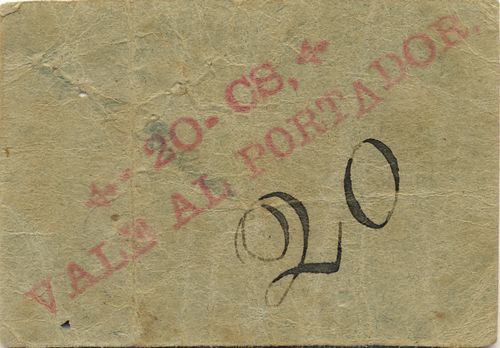 ★- 20- CS, ★
VALE AL PORTADOR.
20